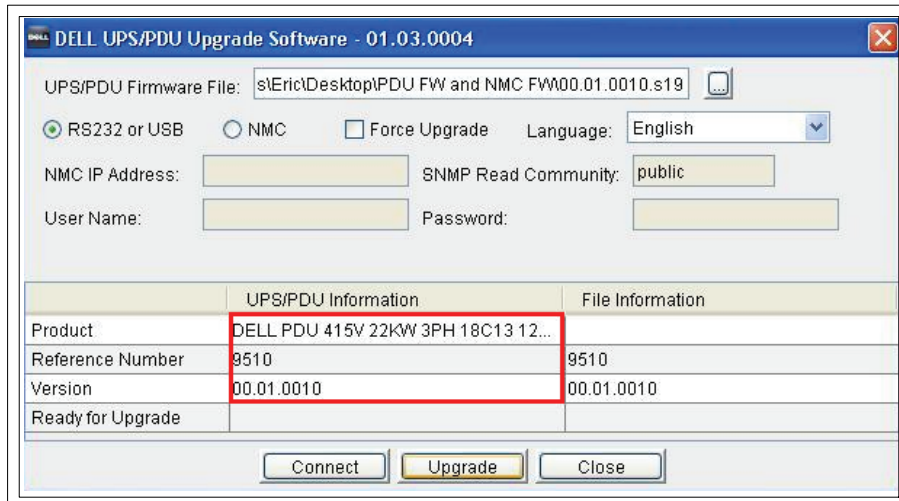 DELL DELL UPS/PDU Upgrade Software - 01.03.0004
UPS/PDU Firmware File: s\Eric\Desktop\PDU FW and NMC FW\00.01.0010.s19 ...
RS232 or USB NMC Force Upgrade Language: English
NMC IP Address: SNMP Read Community: public
User Name: Password:
UPS/PDU Information File Information
Product DELL PDU 415V 22KW 3PH 18C13 12...
Reference Number 9510 9510
Version 00.01.0010 00.01.0010
Ready for Upgrade
Connect Upgrade Close